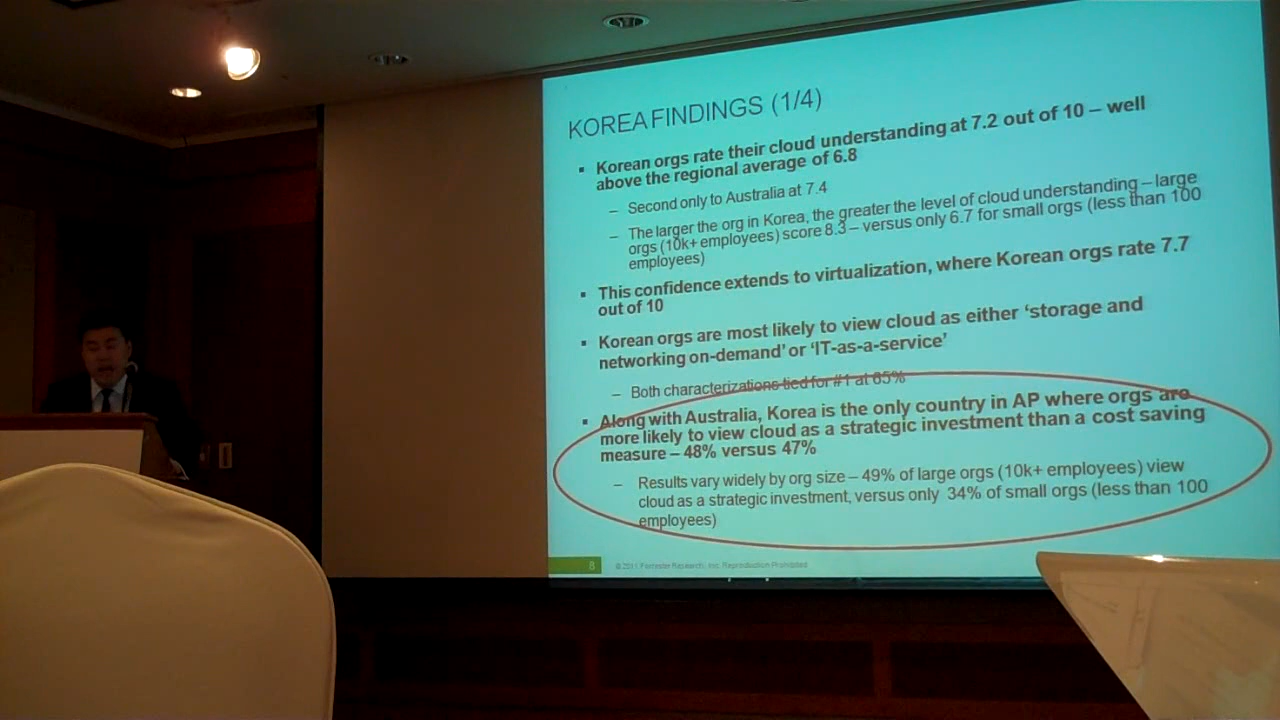 KOREA FINDINGS (1/4)
▪ Korean orgs rate their cloud understanding at 7.2 out of 10 – well
above the regional average of 6.8
– Second only to Australia at 7.4
– The larger the org in Korea, the greater the level of cloud understanding – large
orgs (10k+ employees) score 8.3 – versus only 6.7 for small orgs (less than 100
employees)
▪ This confidence extends to virtualization, where Korean orgs rate 7.7
out of 10
▪ Korean orgs are most likely to view cloud as either ‘storage and
networking on-demand’ or ‘IT-as-a-service’
– Both characterizations tied for #1 at 65%
▪ Along with Australia, Korea is the only country in AP where orgs are
more likely to view cloud as a strategic investment than a cost saving
measure – 48% versus 47%
– Results vary widely by org size – 49% of large orgs (10k+ employees) view
cloud as a strategic investment, versus only 34% of small orgs (less than 100
employees)
8 © 2011 Forrester Research, Inc. Reproduction Prohibited